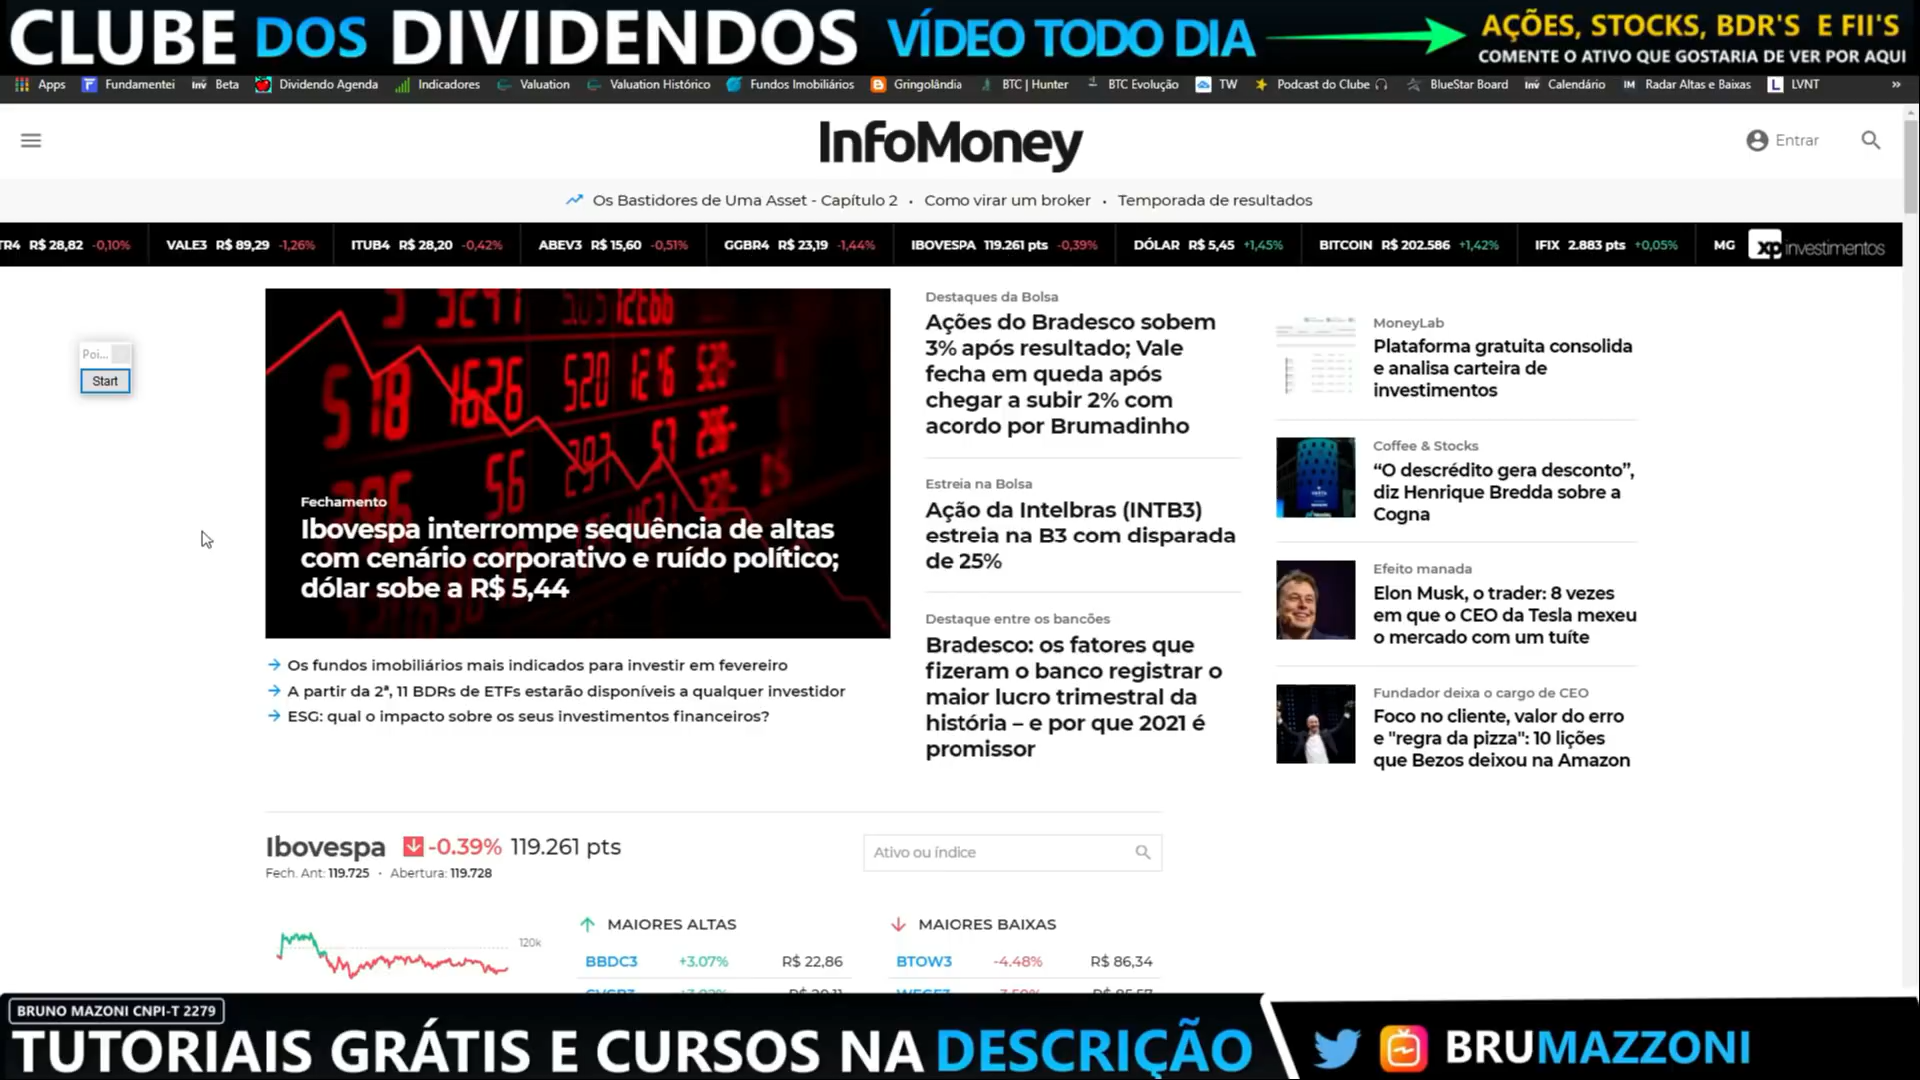 CLUBE DOS DIVIDENDOS VÍDEO TODO DIA
AÇÕES, STOCKS, BDR'S E FII'S
COMENTE O ATIVO QUE GOSTARIA DE VER POR AQUI
Apps Fundamentei Inv Beta Dividendo Agenda Indicadores Valuation Valuation Histórico Fundos Imobiliários Gringolândia BTC | Hunter BTC Evolução TW Podcast do Clube BlueStar Board Inv Calendário IM Radar Altas e Baixas L LVNT »
InfoMoney
Entrar
Os Bastidores de Uma Asset - Capítulo 2 • Como virar um broker • Temporada de resultados
TR4 R$ 28,82 -0,10% VALE3 R$ 89,29 -1,26% ITUB4 R$ 28,20 -0,42% ABEV3 R$ 15,60 -0,51% GGBR4 R$ 23,19 -1,44% IBOVESPA 119.261 pts -0,39% DÓLAR R$ 5,45 +1,45% BITCOIN R$ 202.586 +1,42% IFIX 2.883 pts +0,05% MG xp investimentos
Poi...
Start
518 1626 520 1216 520
56 297 57 296
Fechamento
Ibovespa interrompe sequência de altas
com cenário corporativo e ruído político;
dólar sobe a R$ 5,44
Os fundos imobiliários mais indicados para investir em fevereiro
A partir da 2ª, 11 BDRs de ETFs estarão disponíveis a qualquer investidor
ESG: qual o impacto sobre os seus investimentos financeiros?
Destaques da Bolsa
Ações do Bradesco sobem
3% após resultado; Vale
fecha em queda após
chegar a subir 2% com
acordo por Brumadinho
Estreia na Bolsa
Ação da Intelbras (INTB3)
estreia na B3 com disparada
de 25%
Destaque entre os bancões
Bradesco: os fatores que
fizeram o banco registrar o
maior lucro trimestral da
história – e por que 2021 é
promissor
MoneyLab
Plataforma gratuita consolida
e analisa carteira de
investimentos
Coffee & Stocks
“O descrédito gera desconto”,
diz Henrique Bredda sobre a
Cogna
Efeito manada
Elon Musk, o trader: 8 vezes
em que o CEO da Tesla mexeu
o mercado com um tuíte
Fundador deixa o cargo de CEO
Foco no cliente, valor do erro
e "regra da pizza": 10 lições
que Bezos deixou na Amazon
Ibovespa -0.39% 119.261 pts
Fech. Ant: 119.725 • Abertura: 119.728
Ativo ou índice
120k
MAIORES ALTAS
BBDC3 +3.07% R$ 22,86
MAIORES BAIXAS
BTOW3 -4.48% R$ 86,34
BRUNO MAZONI CNPI-T 2279
TUTORIAIS GRÁTIS E CURSOS NA DESCRIÇÃO
BRUMAZZONI